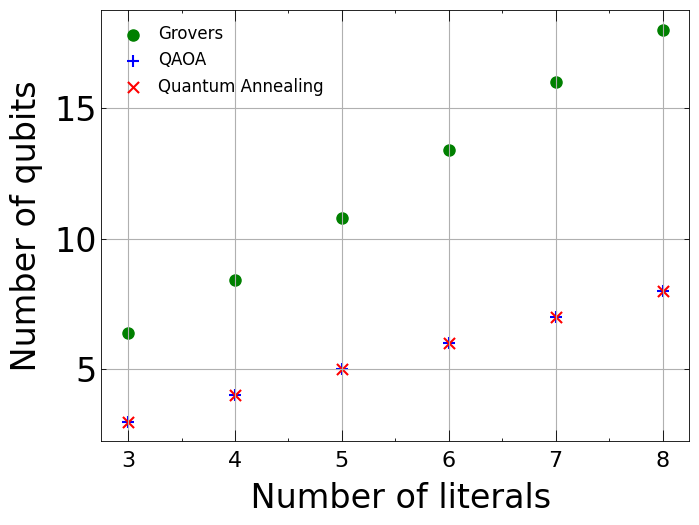 Grovers
QAOA
Quantum Annealing
Number of qubits
15
10
5
3 4 5 6 7 8
Number of literals